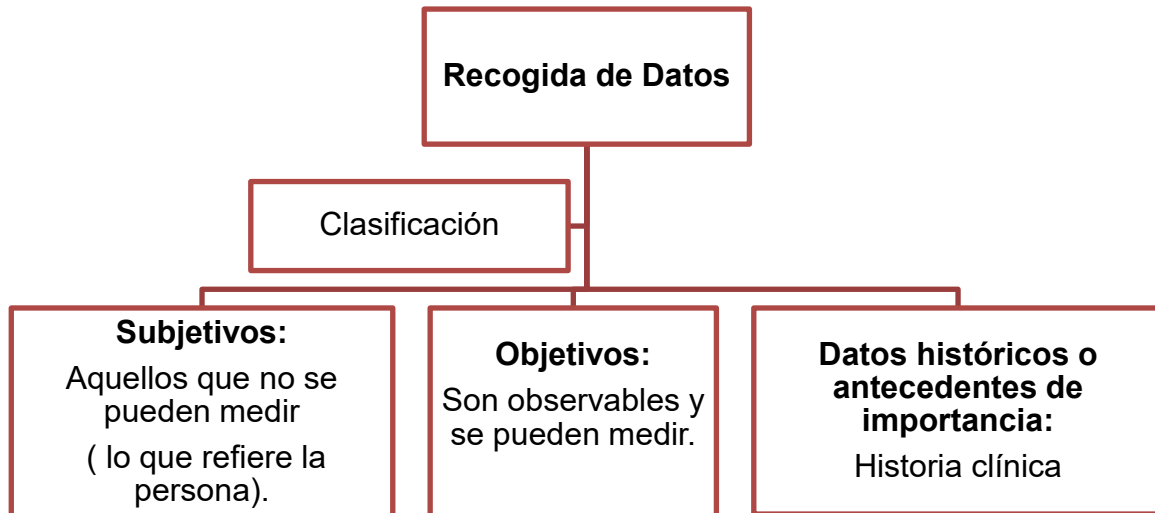 Recogida de Datos
Clasificación
Subjetivos:
Aquellos que no se
pueden medir
( lo que refiere la
persona).
Objetivos:
Son observables y
se pueden medir.
Datos históricos o
antecedentes de
importancia:
Historia clínica